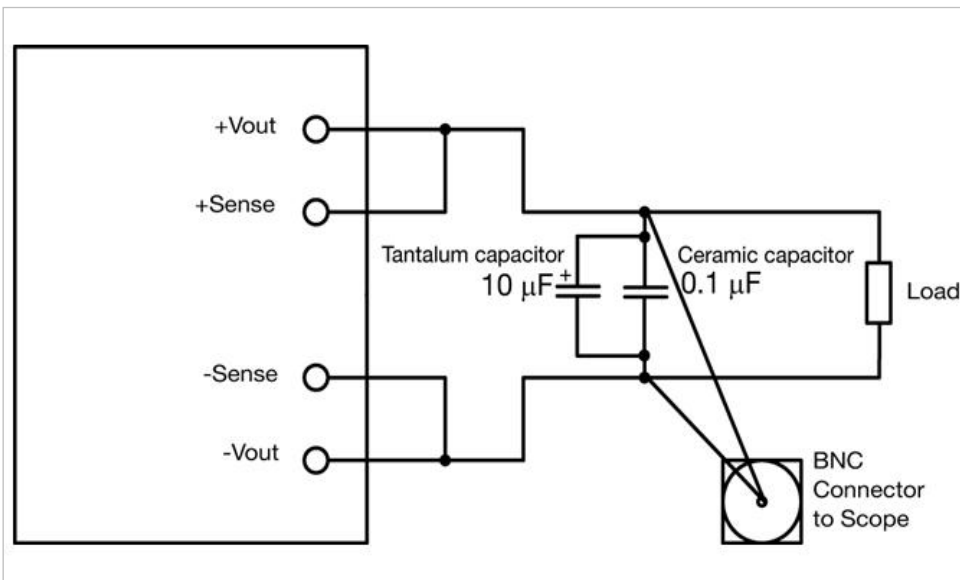 +Vout
+Sense
Tantalum capacitor
10 μF
+
Ceramic capacitor
0.1 μF
Load
-Sense
-Vout
BNC
Connector
to Scope